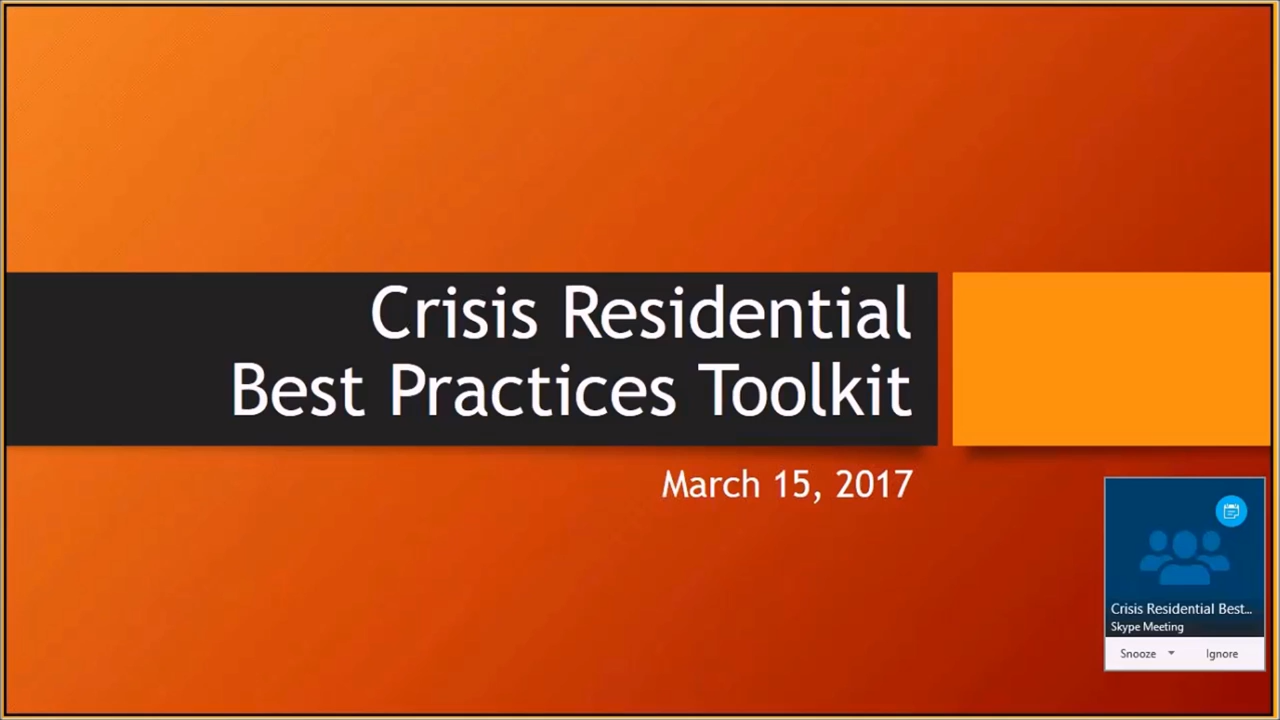 Crisis Residential
Best Practices Toolkit
March 15, 2017
Crisis Residential Best...
Skype Meeting
Snooze Ignore